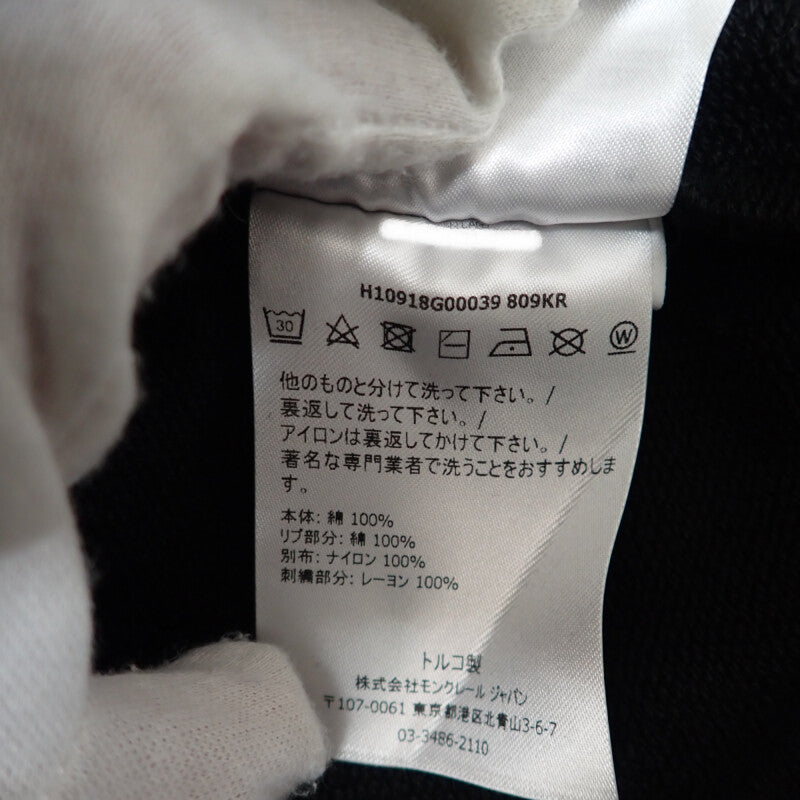 H10918G00039 809KR
30
W
他のものと分けて洗って下さい。/
裏返して洗って下さい。/
アイロンは裏返してかけて下さい。/
著名な専門業者で洗うことをおすすめしま
す。
本体: 綿 100%
リブ部分: 綿 100%
別布: ナイロン 100%
刺繍部分: レーヨン 100%
トルコ製
株式会社モンクレール ジャパン
〒107-0061 東京都港区北青山3-6-7
03-3486-2110